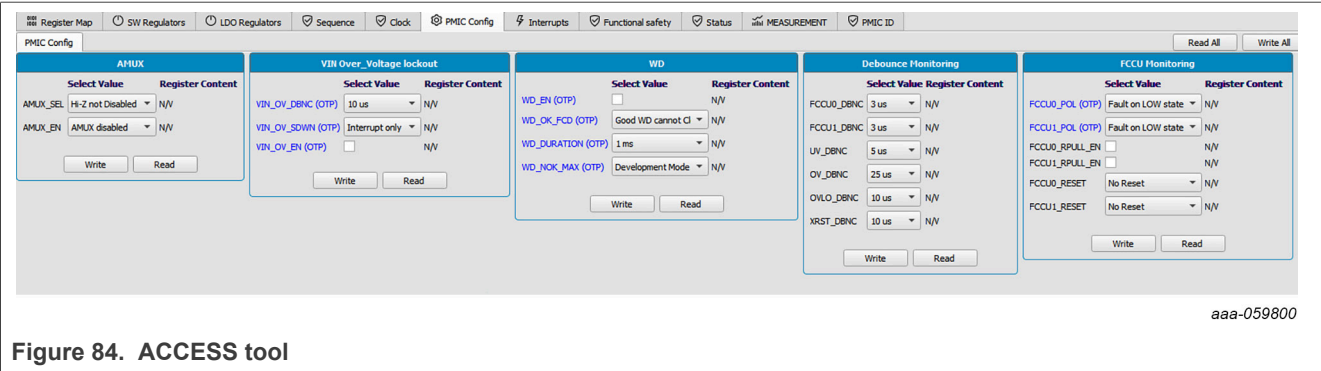 Register Map SW Regulators LDO Regulators Sequence Clock PMIC Config Interrupts Functional safety Status MEASUREMENT PMIC ID
PMIC Config Read All Write All
AMUX
Select Value Register Content
AMUX_SEL Hi-Z not Disabled N/V
AMUX_EN AMUX disabled N/V
Write Read
VIN Over_Voltage lockout
Select Value Register Content
VIN_OV_DBNC (OTP) 10 us N/V
VIN_OV_SDWN (OTP) Interrupt only N/V
VIN_OV_EN (OTP) N/V
Write Read
WD
Select Value Register Content
WD_EN (OTP) N/V
WD_OK_FCD (OTP) Good WD cannot Cl N/V
WD_DURATION (OTP) 1 ms N/V
WD_NOK_MAX (OTP) Development Mode N/V
Write Read
Debounce Monitoring
Select Value Register Content
FCCU0_DBNC 3 us N/V
FCCU1_DBNC 3 us N/V
UV_DBNC 5 us N/V
OV_DBNC 25 us N/V
OVLO_DBNC 10 us N/V
XRST_DBNC 10 us N/V
Write Read
FCCU Monitoring
Select Value Register Content
FCCU0_POL (OTP) Fault on LOW state N/V
FCCU1_POL (OTP) Fault on LOW state N/V
FCCU0_RPULL_EN N/V
FCCU1_RPULL_EN N/V
FCCU0_RESET No Reset N/V
FCCU1_RESET No Reset N/V
Write Read
aaa-059800
Figure 84. ACCESS tool